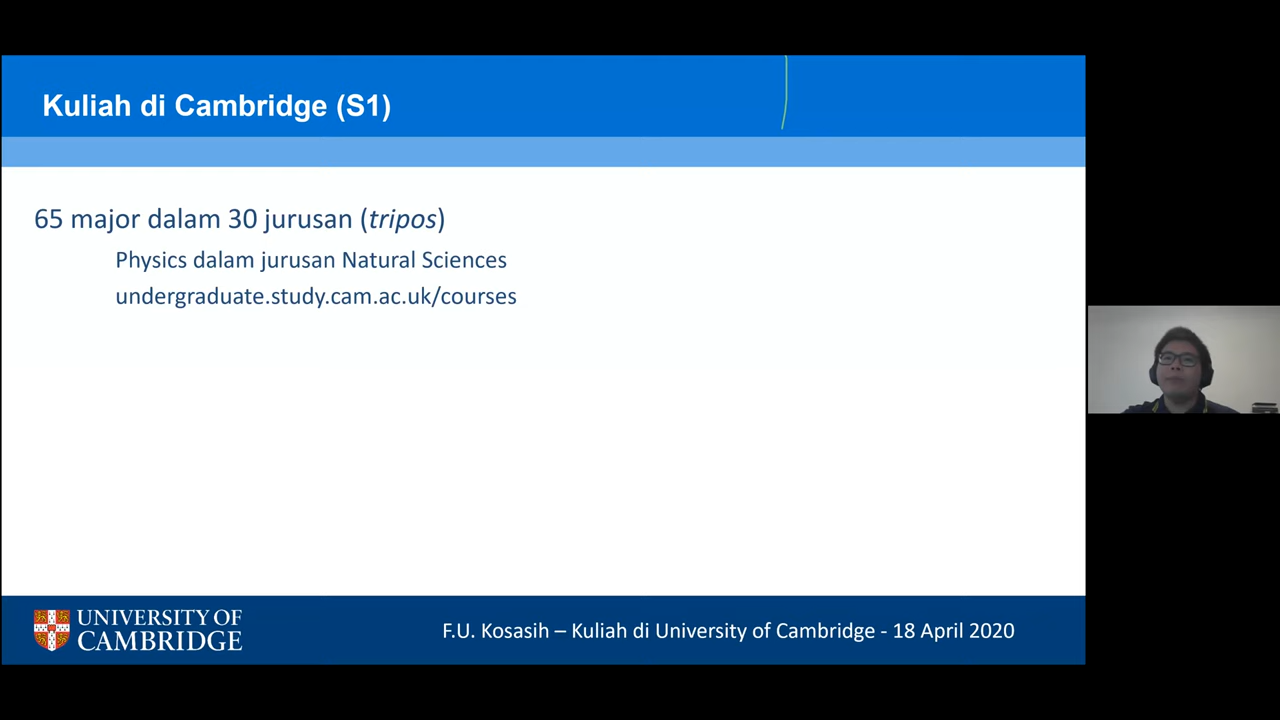 Kuliah di Cambridge (S1)
65 major dalam 30 jurusan (tripos)
Physics dalam jurusan Natural Sciences
undergraduate.study.cam.ac.uk/courses
UNIVERSITY OF
CAMBRIDGE
F.U. Kosasih – Kuliah di University of Cambridge - 18 April 2020